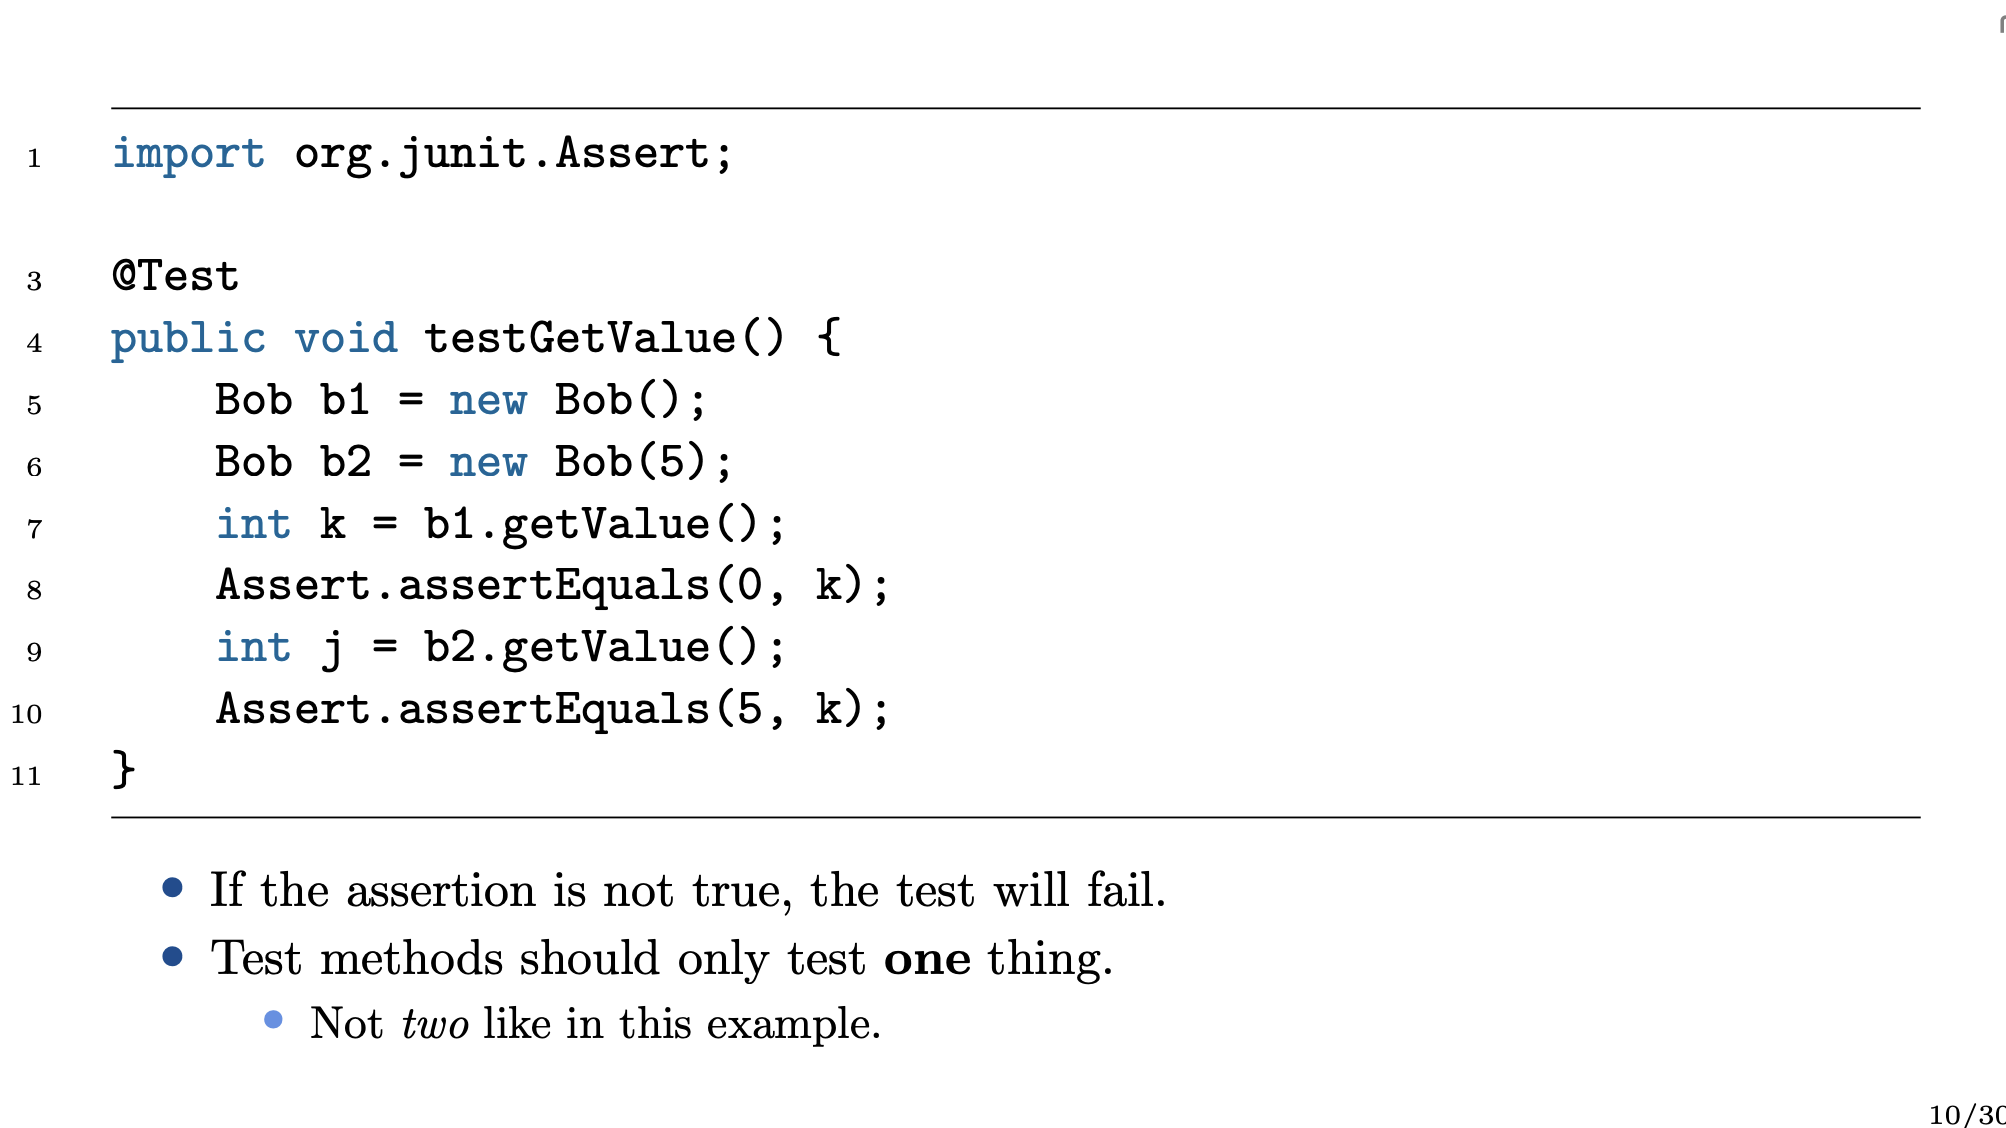 1 import org.junit.Assert;
3 @Test
4 public void testGetValue() {
5 Bob b1 = new Bob();
6 Bob b2 = new Bob(5);
7 int k = b1.getValue();
8 Assert.assertEquals(0, k);
9 int j = b2.getValue();
10 Assert.assertEquals(5, k);
11 }
• If the assertion is not true, the test will fail.
• Test methods should only test one thing.
• Not two like in this example.
10/30